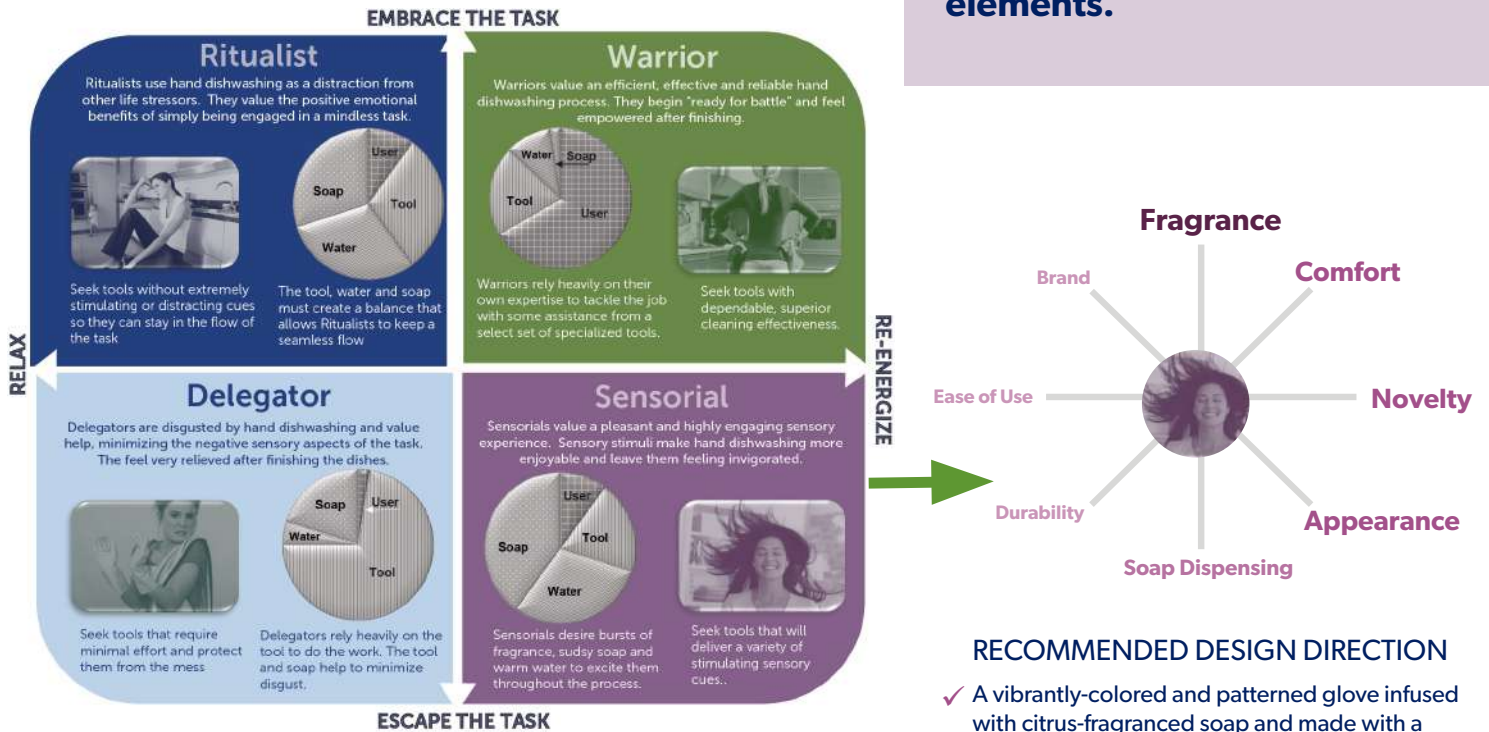 EMBRACE THE TASK
Ritualist
Ritualists use hand dishwashing as a distraction from
other life stressors. They value the positive emotional
benefits of simply being engaged in a mindless task.
User
Soap
Tool
Water
Seek tools without extremely
stimulating or distracting cues
so they can stay in the flow of
the task
The tool, water and soap
must create a balance that
allows Ritualists to keep a
seamless flow
Warrior
Warriors value an efficient, effective and reliable hand
dishwashing process. They begin "ready for battle" and feel
empowered after finishing.
Water
Soap
Tool
User
Warriors rely heavily on their
own expertise to tackle the job
with some assistance from a
select set of specialized tools.
Seek tools with
dependable, superior
cleaning effectiveness.
RELAX
RE-ENERGIZE
Delegator
Delegators are disgusted by hand dishwashing and value
help, minimizing the negative sensory aspects of the task.
The feel very relieved after finishing the dishes.
Soap
User
Water
Tool
Seek tools that require
minimal effort and protect
them from the mess
Delegators rely heavily on the
tool to do the work. The tool
and soap help to minimize
disgust.
Sensorial
Sensorials value a pleasant and highly engaging sensory
experience. Sensory stimuli make hand dishwashing more
enjoyable and leave them feeling invigorated.
User
Soap
Tool
Water
Sensorials desire bursts of
fragrance, sudsy soap and
warm water to excite them
throughout the process.
Seek tools that will
deliver a variety of
stimulating sensory
cues..
ESCAPE THE TASK
elements.
Fragrance
Brand
Comfort
Ease of Use
Novelty
Durability
Appearance
Soap Dispensing
RECOMMENDED DESIGN DIRECTION
✓ A vibrantly-colored and patterned glove infused
with citrus-fragranced soap and made with a